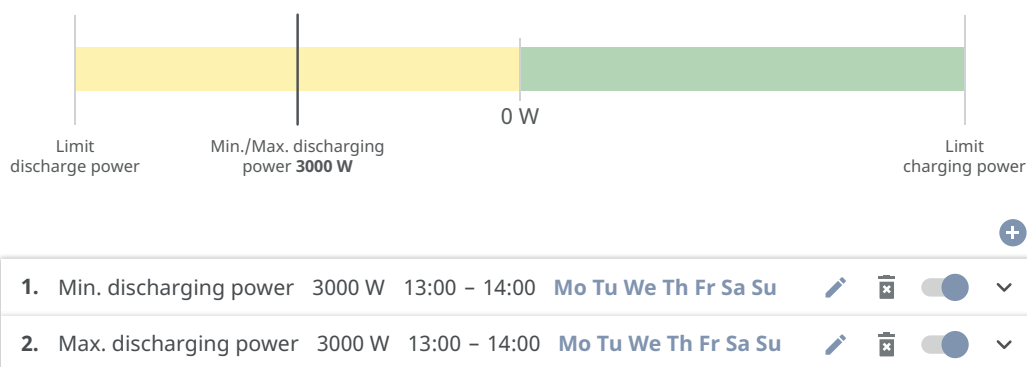 0 W
Limit
discharge power
Min./Max. discharging
power 3000 W
Limit
charging power
1. Min. discharging power 3000 W 13:00 – 14:00 Mo Tu We Th Fr Sa Su
2. Max. discharging power 3000 W 13:00 – 14:00 Mo Tu We Th Fr Sa Su